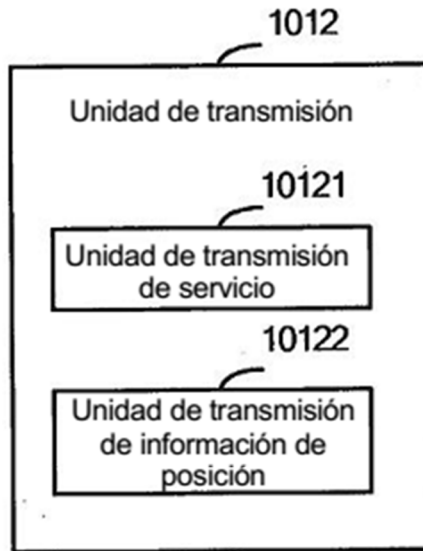 1012
Unidad de transmisión
10121
Unidad de transmisión
de servicio
10122
Unidad de transmisión
de información de
posición